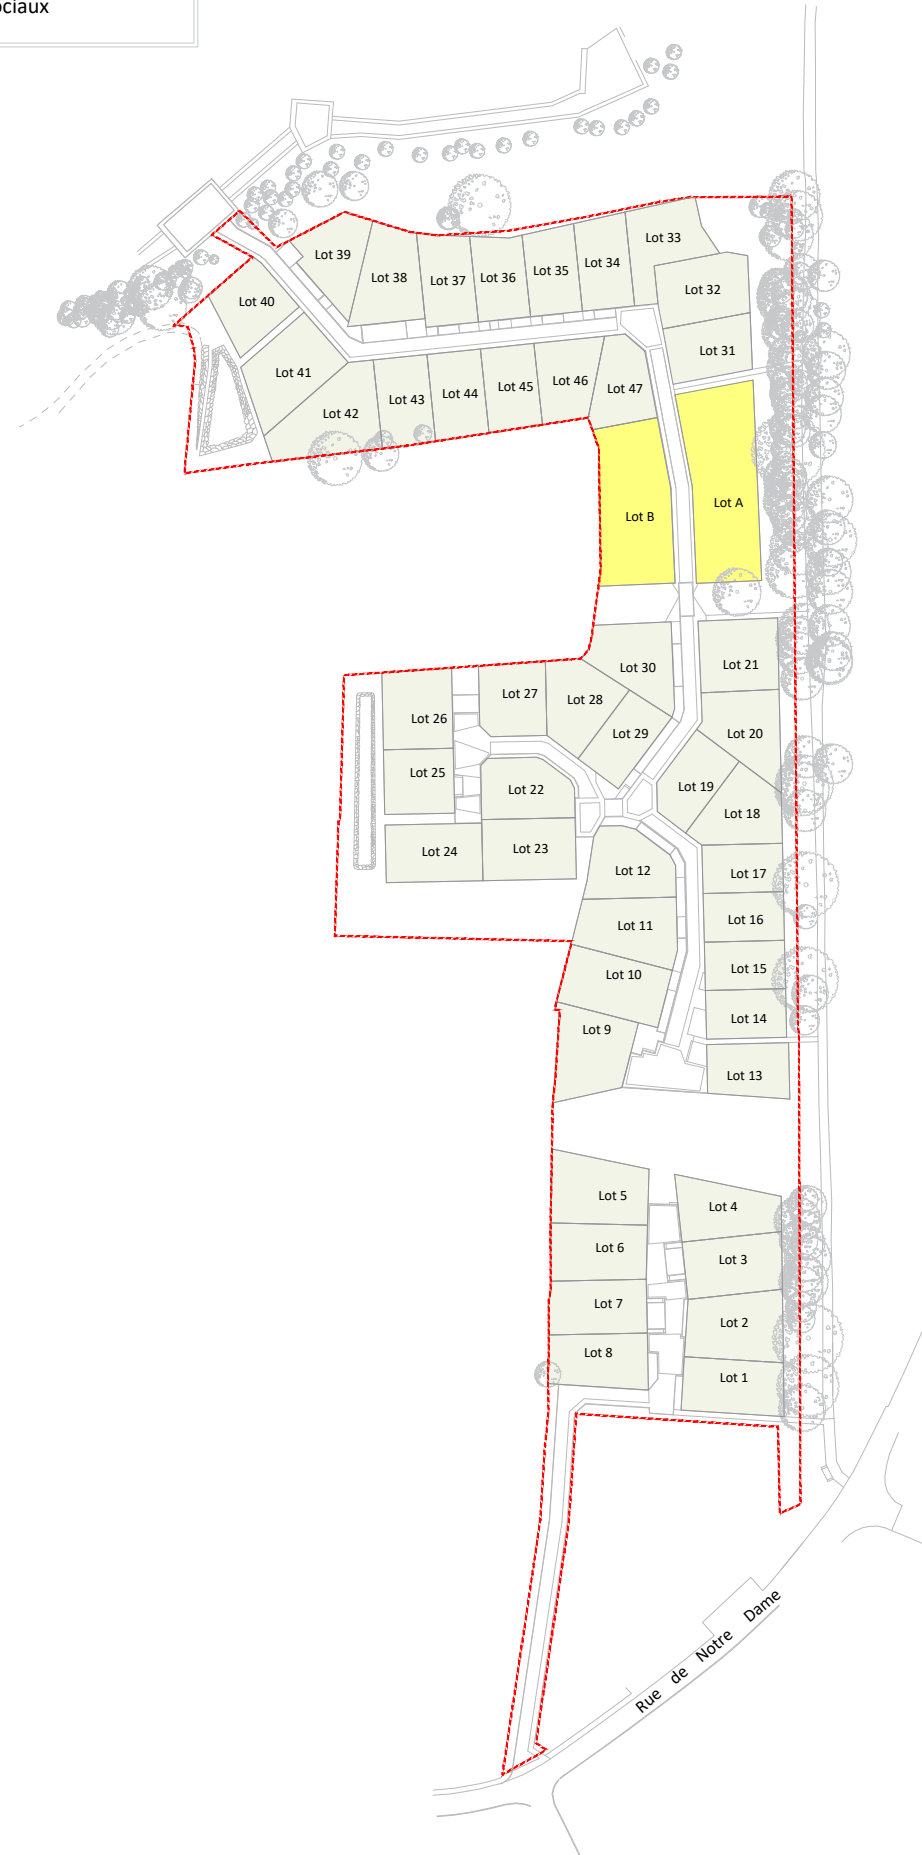 ociaux
Lot 33
Lot 39
Lot 38
Lot 37
Lot 36
Lot 35
Lot 34
Lot 32
Lot 40
Lot 31
Lot 41
Lot 42
Lot 43
Lot 44
Lot 45
Lot 46
Lot 47
Lot B
Lot A
Lot 30
Lot 21
Lot 27
Lot 28
Lot 26
Lot 29
Lot 20
Lot 25
Lot 22
Lot 19
Lot 18
Lot 24
Lot 23
Lot 12
Lot 17
Lot 11
Lot 16
Lot 10
Lot 15
Lot 9
Lot 14
Lot 13
Lot 5
Lot 4
Lot 6
Lot 3
Lot 7
Lot 2
Lot 8
Lot 1
Rue de Notre Dame